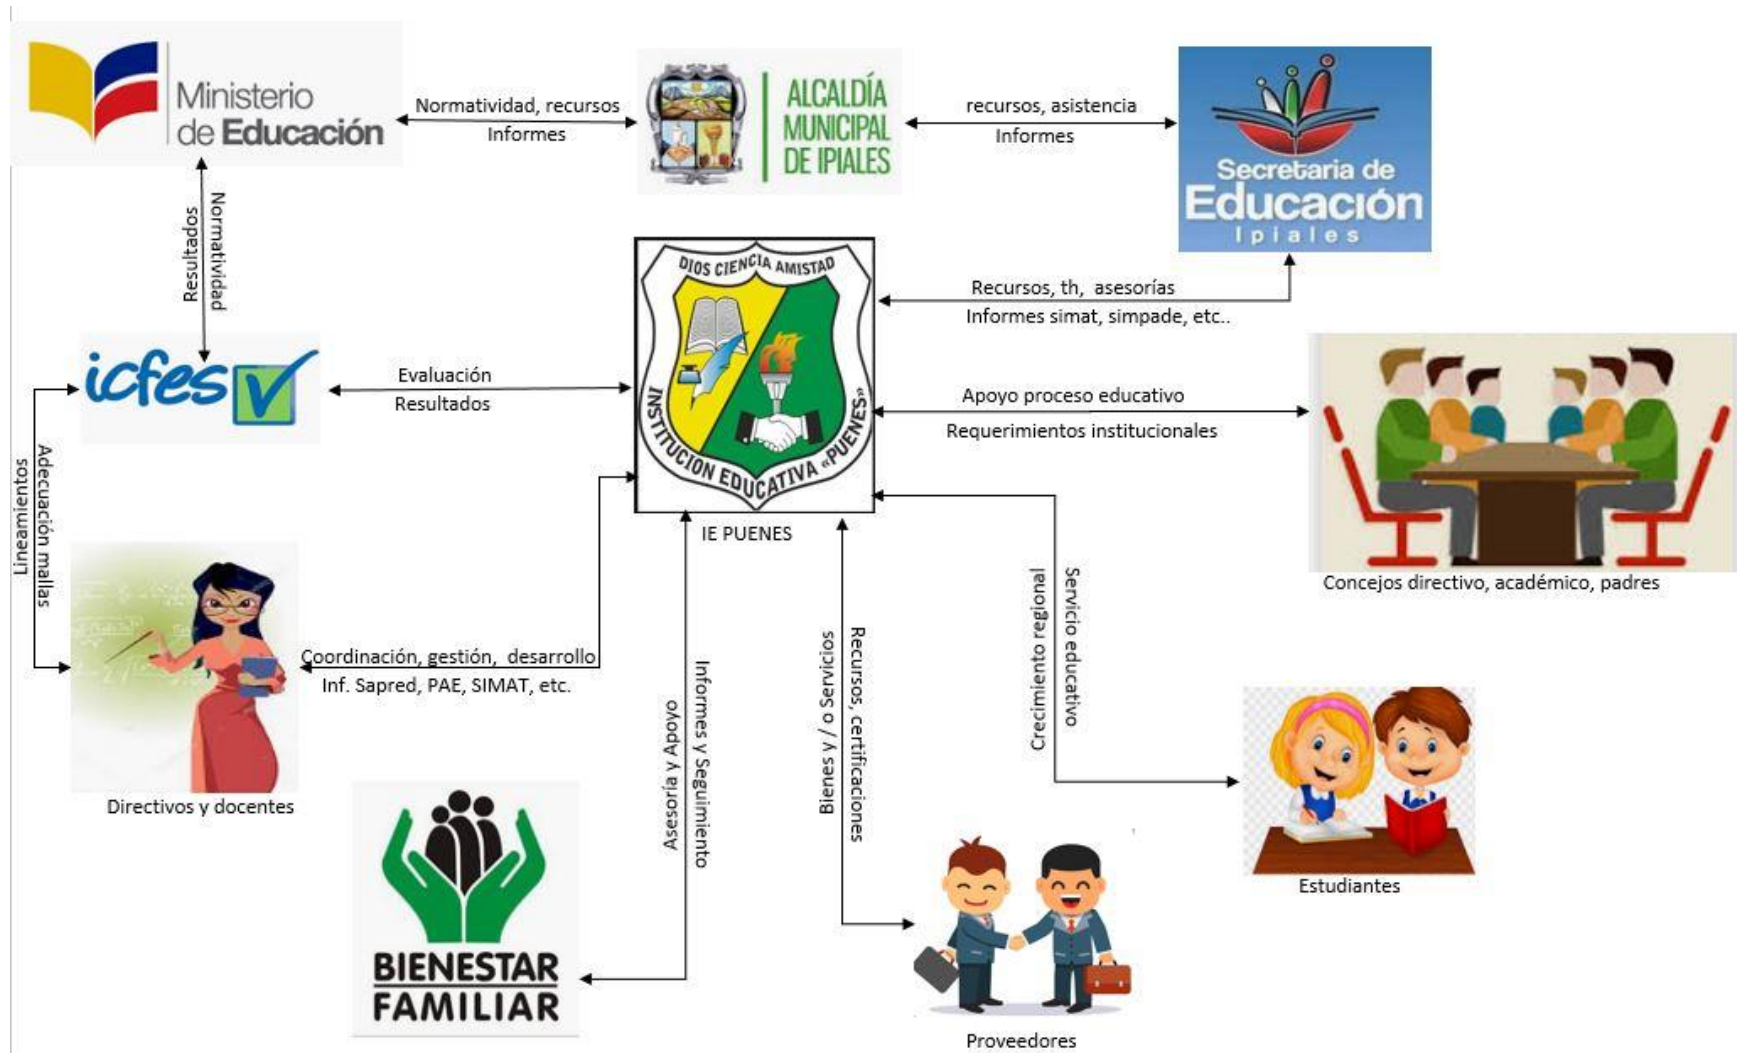 Ministerio
de Educación
Normatividad, recursos
Informes
ALCALDÍA
MUNICIPAL
DE IPIALES
recursos, asistencia
Informes
Secretaria de
Educación
Ipiales
Resultados
Normatividad
DIOS CIENCIA AMISTAD
INSTITUCION EDUCATIVA «PUENES«
IE PUENES
Recursos, th, asesorías
Informes simat, simpade, etc..
icfes
Evaluación
Resultados
Apoyo proceso educativo
Requerimientos institucionales
Concejos directivo, académico, padres
Lineamientos
Adecuación mallas
Coordinación, gestión, desarrollo
Inf. Sapred, PAE, SIMAT, etc.
Directivos y docentes
Asesoría y Apoyo
Informes y Seguimiento
Bienes y / o Servicios
Recursos, certificaciones
Crecimiento regional
Servicio educativo
Estudiantes
BIENESTAR
FAMILIAR
Proveedores